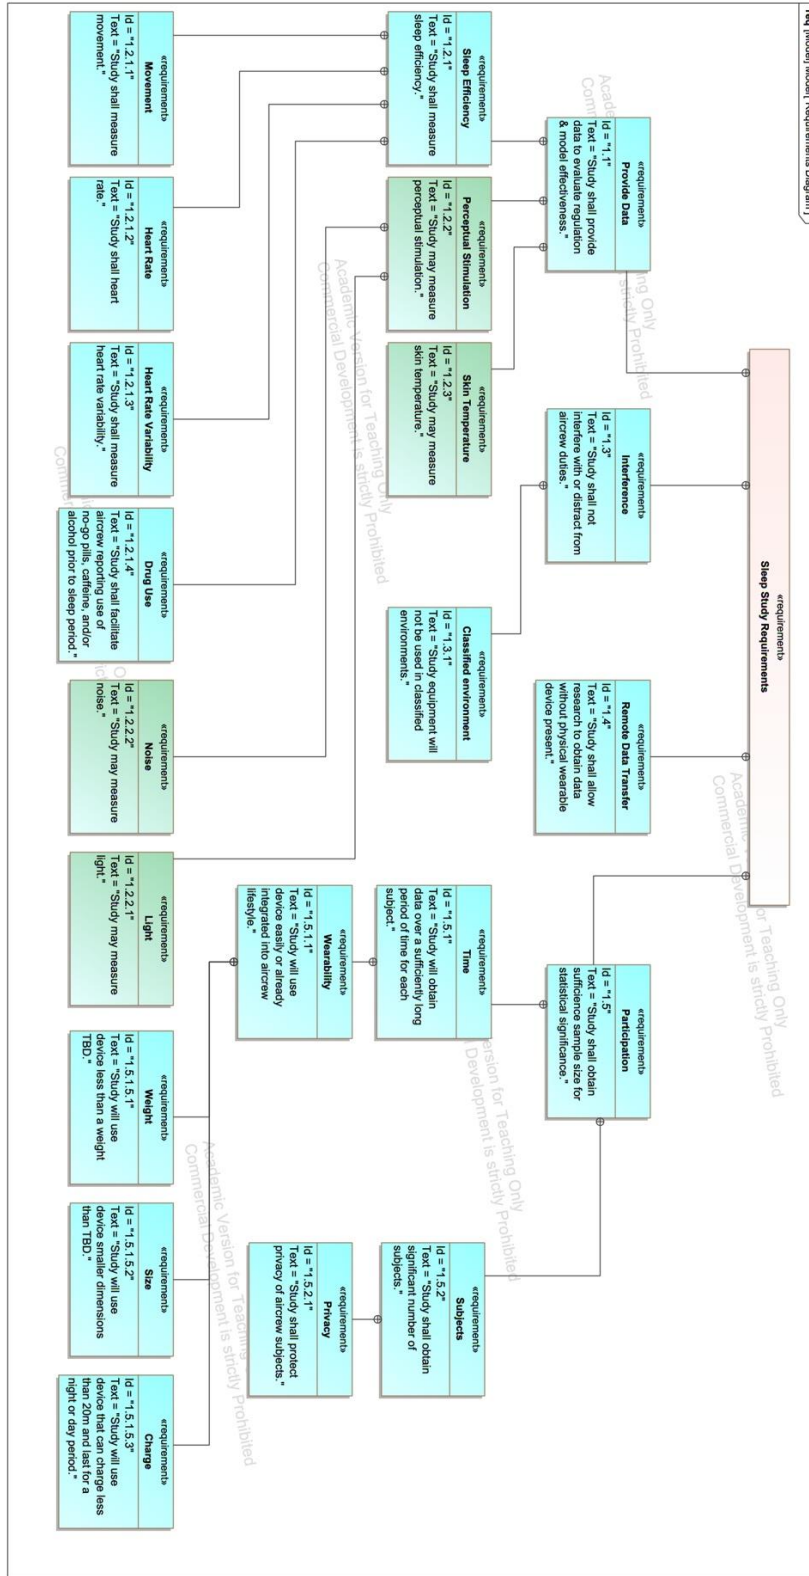 req [Model] Model[ Requirements Diagram ]
«requirement»
Sleep Study Requirements
«requirement»
Provide Data
Id = "1.1"
Text = "Study shall provide
data to evaluate regulation
& model effectiveness."
«requirement»
Interference
Id = "1.3"
Text = "Study shall not
interfere with or distract from
aircrew duties."
«requirement»
Remote Data Transfer
Id = "1.4"
Text = "Study shall allow
research to obtain data
without physical wearable
device present."
«requirement»
Participation
Id = "1.5"
Text = "Study shall obtain
sufficience sample size for
statistical significance."
«requirement»
Sleep Efficiency
Id = "1.2.1"
Text = "Study shall measure
sleep efficiency."
«requirement»
Perceptual Stimulation
Id = "1.2.2"
Text = "Study may measure
perceptual stimulation."
«requirement»
Skin Temperature
Id = "1.2.3"
Text = "Study may measure
skin temperature."
«requirement»
Classified environment
Id = "1.3.1"
Text = "Study equipment will
not be used in classified
environments."
«requirement»
Time
Id = "1.5.1"
Text = "Study will obtain
data over a sufficiently long
period of time for each
subject."
«requirement»
Subjects
Id = "1.5.2"
Text = "Study shall obtain
significant number of
subjects."
«requirement»
Wearability
Id = "1.5.1.1"
Text = "Study will use
device easily or already
integrated into aircrew
lifestyle."
«requirement»
Privacy
Id = "1.5.2.1"
Text = "Study shall protect
privacy of aircrew subjects."
«requirement»
Movement
Id = "1.2.1.1"
Text = "Study shall measure
movement."
«requirement»
Heart Rate
Id = "1.2.1.2"
Text = "Study shall heart
rate."
«requirement»
Heart Rate Variability
Id = "1.2.1.3"
Text = "Study shall measure
heart rate variability."
«requirement»
Drug Use
Id = "1.2.1.4"
Text = "Study shall facilitate
aircrew reporting use of
no-go pills, caffeine, and/or
alcohol prior to sleep period."
«requirement»
Noise
Id = "1.2.2.2"
Text = "Study may measure
noise."
«requirement»
Light
Id = "1.2.2.1"
Text = "Study may measure
light."
«requirement»
Weight
Id = "1.5.1.5.1"
Text = "Study will use
device less than a weight
TBD."
«requirement»
Size
Id = "1.5.1.5.2"
Text = "Study will use
device smaller dimensions
than TBD."
«requirement»
Charge
Id = "1.5.1.5.3"
Text = "Study will use
device that can charge less
than 20m and last for a
night or day period."
Academic Version for Teaching Only
Commercial Development is strictly Prohibited
Academic Version for Teaching Only
Commercial Development is strictly Prohibited